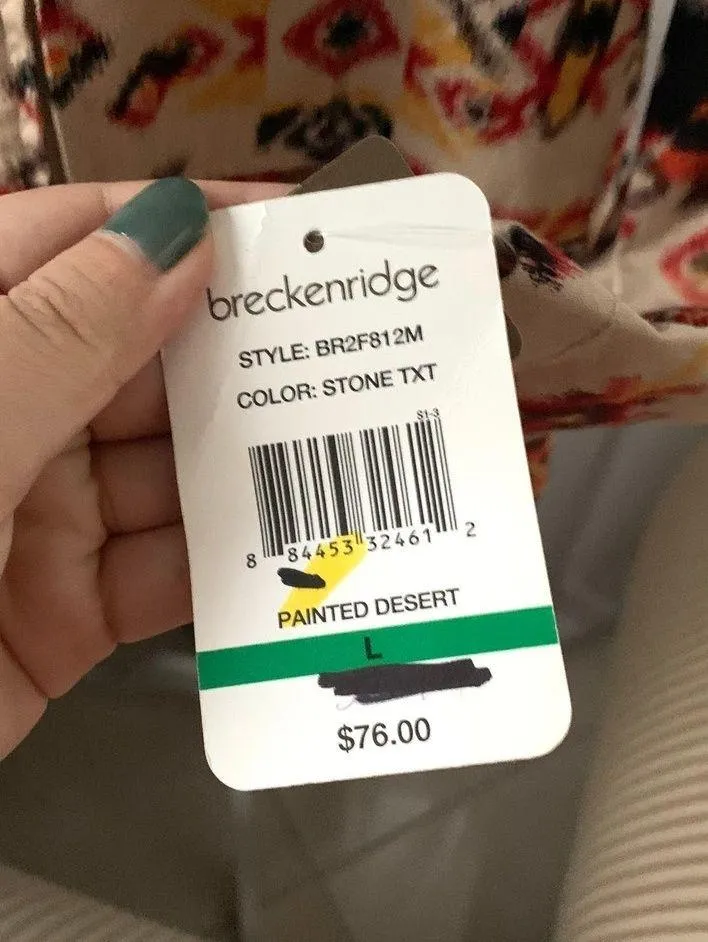 breckenridge
STYLE: BR2F812M
COLOR: STONE TXT
S1-3
8 84453 32461 2
PAINTED DESERT
L
$76.00